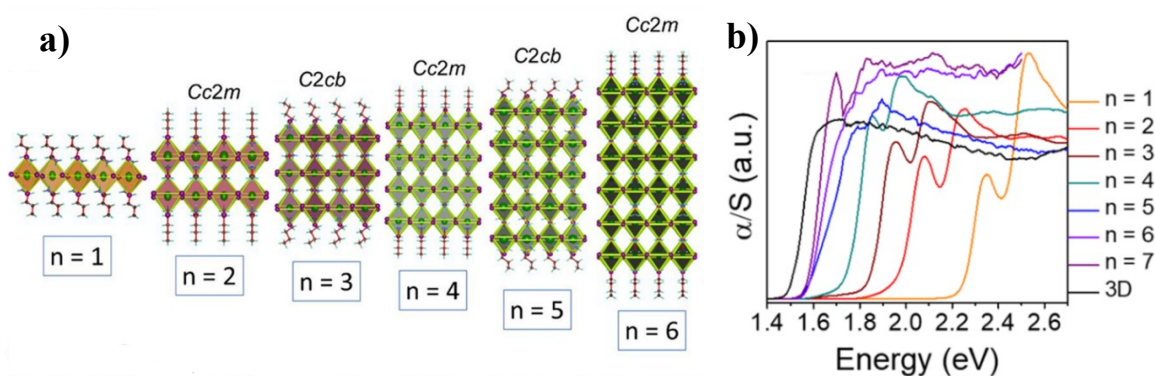 a)
Cc2m
C2cb
Cc2m
C2cb
Cc2m
n = 1
n = 2
n = 3
n = 4
n = 5
n = 6
b)
α/S (a.u.)
1.4 1.6 1.8 2.0 2.2 2.4 2.6
Energy (eV)
n = 1
n = 2
n = 3
n = 4
n = 5
n = 6
n = 7
3D